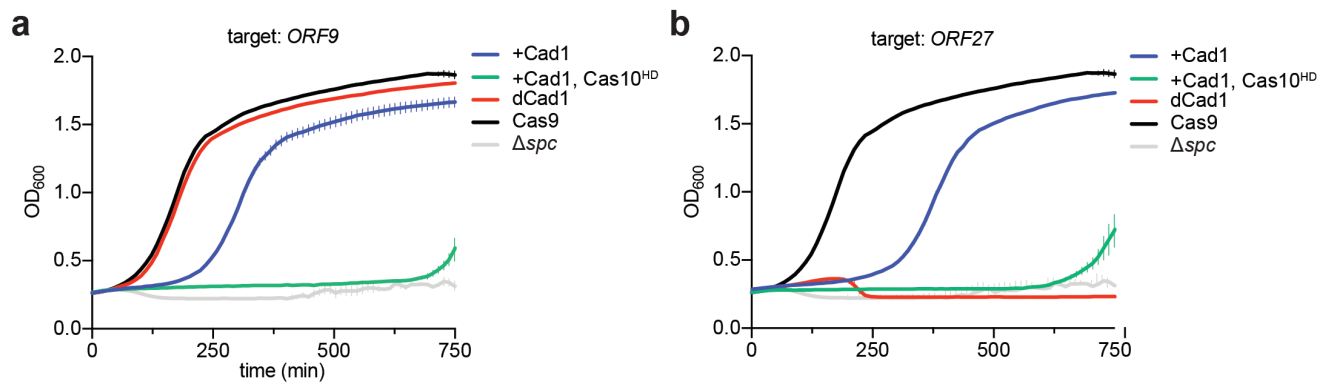 a
target: ORF9
OD600
2.0
1.5
1.0
0.5
0.0
0
250
500
750
time (min)
+Cad1
+Cad1, Cas10HD
dCad1
Cas9
Δspc
b
target: ORF27
OD600
2.0
1.5
1.0
0.5
0.0
0
250
500
750
+Cad1
+Cad1, Cas10HD
dCad1
Cas9
Δspc